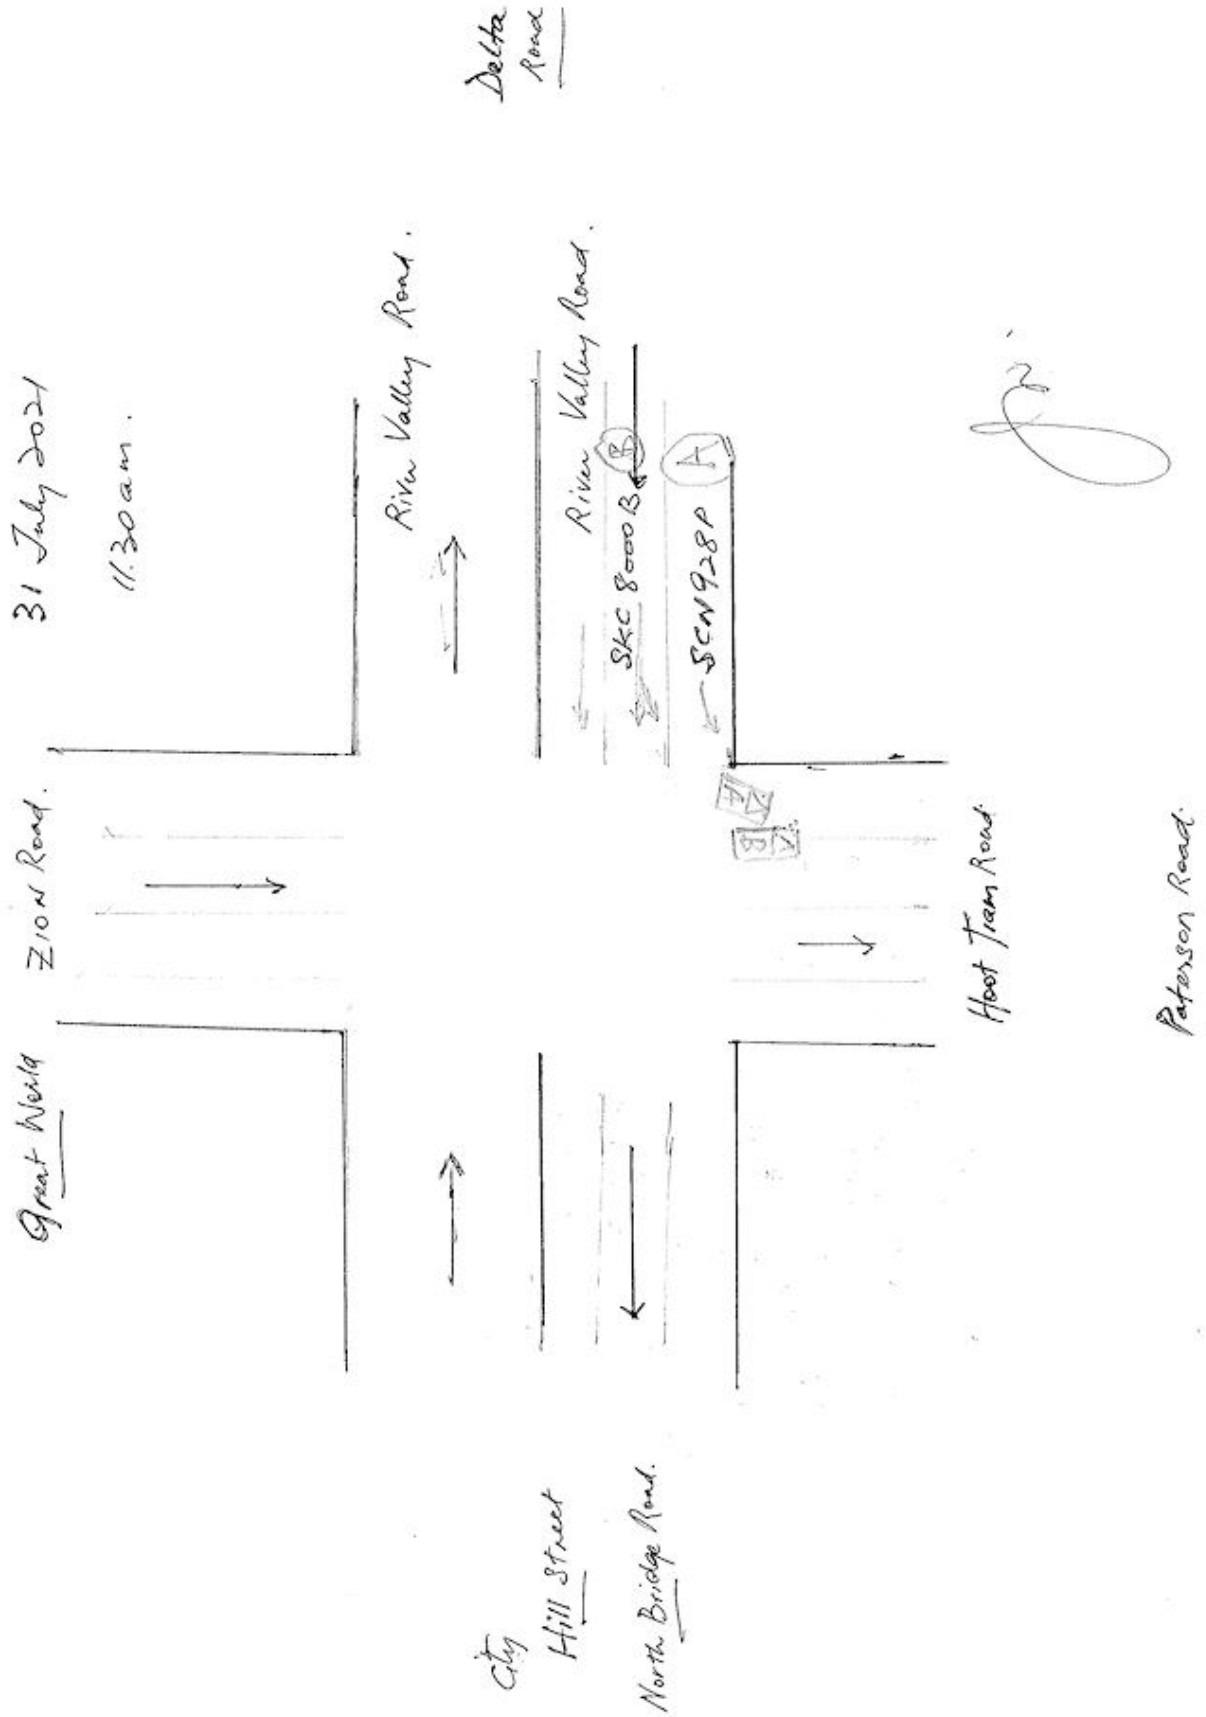 31 July 2021
11.30am.
Great World
ZION Road.
River Valley Road.
Delta
Road
River Valley Road.
B
SKC 8000B
A
SCN928P
A
B
City
Hill Street
North Bridge Road.
Hoot Tiam Road
Paterson Road.